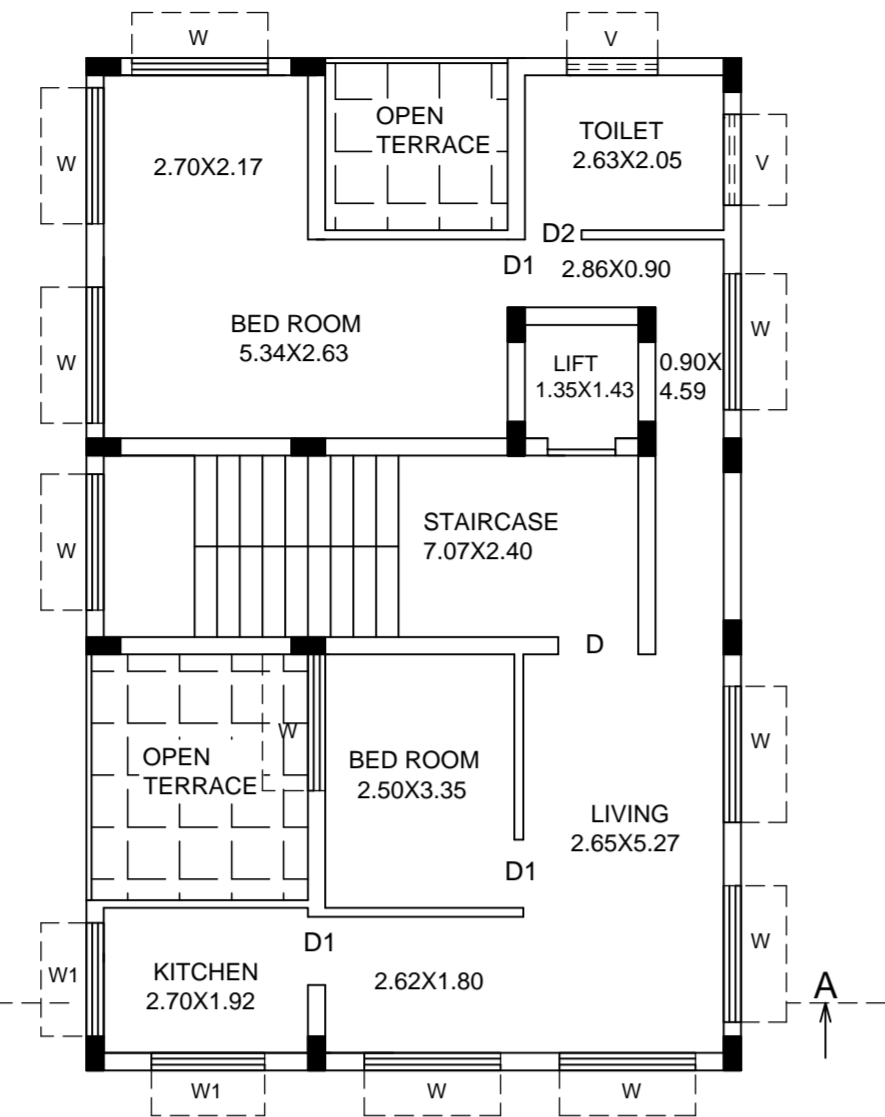 W
V
OPEN
TERRACE
TOILET
2.63X2.05
W
2.70X2.17
V
D2
D1
2.86X0.90
BED ROOM
5.34X2.63
W
W
LIFT
1.35X1.43
0.90X
4.59
STAIRCASE
7.07X2.40
W
D
W
W
OPEN
TERRACE
BED ROOM
2.50X3.35
LIVING
2.65X5.27
D1
D1
W
KITCHEN
2.70X1.92
W1
2.62X1.80
A
W1
W
W